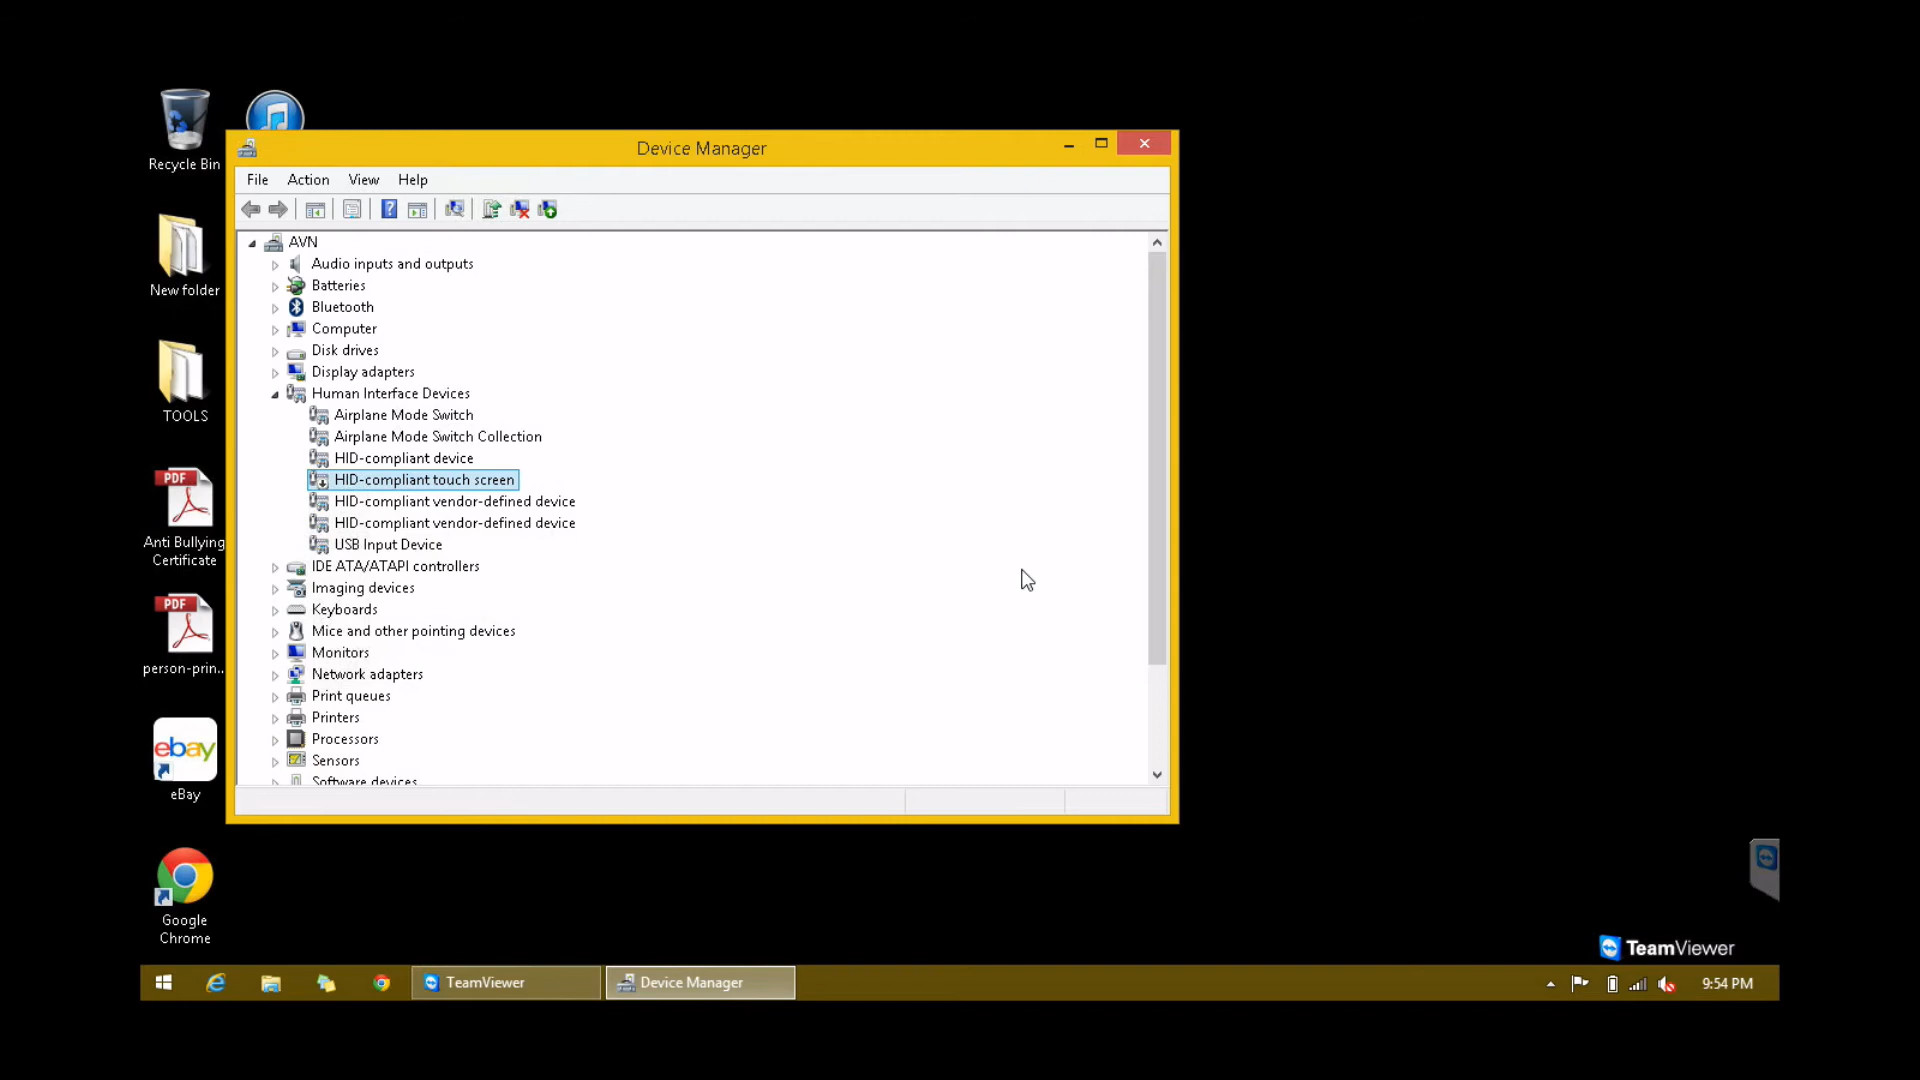 Recycle Bin
New folder
TOOLS
PDF
Anti Bullying
Certificate
PDF
person-prin...
ebay
eBay
Google
Chrome
Device Manager
File Action View Help
AVN
Audio inputs and outputs
Batteries
Bluetooth
Computer
Disk drives
Display adapters
Human Interface Devices
Airplane Mode Switch
Airplane Mode Switch Collection
HID-compliant device
HID-compliant touch screen
HID-compliant vendor-defined device
HID-compliant vendor-defined device
USB Input Device
IDE ATA/ATAPI controllers
Imaging devices
Keyboards
Mice and other pointing devices
Monitors
Network adapters
Print queues
Printers
Processors
Sensors
Software devices
TeamViewer
TeamViewer
Device Manager
9:54 PM